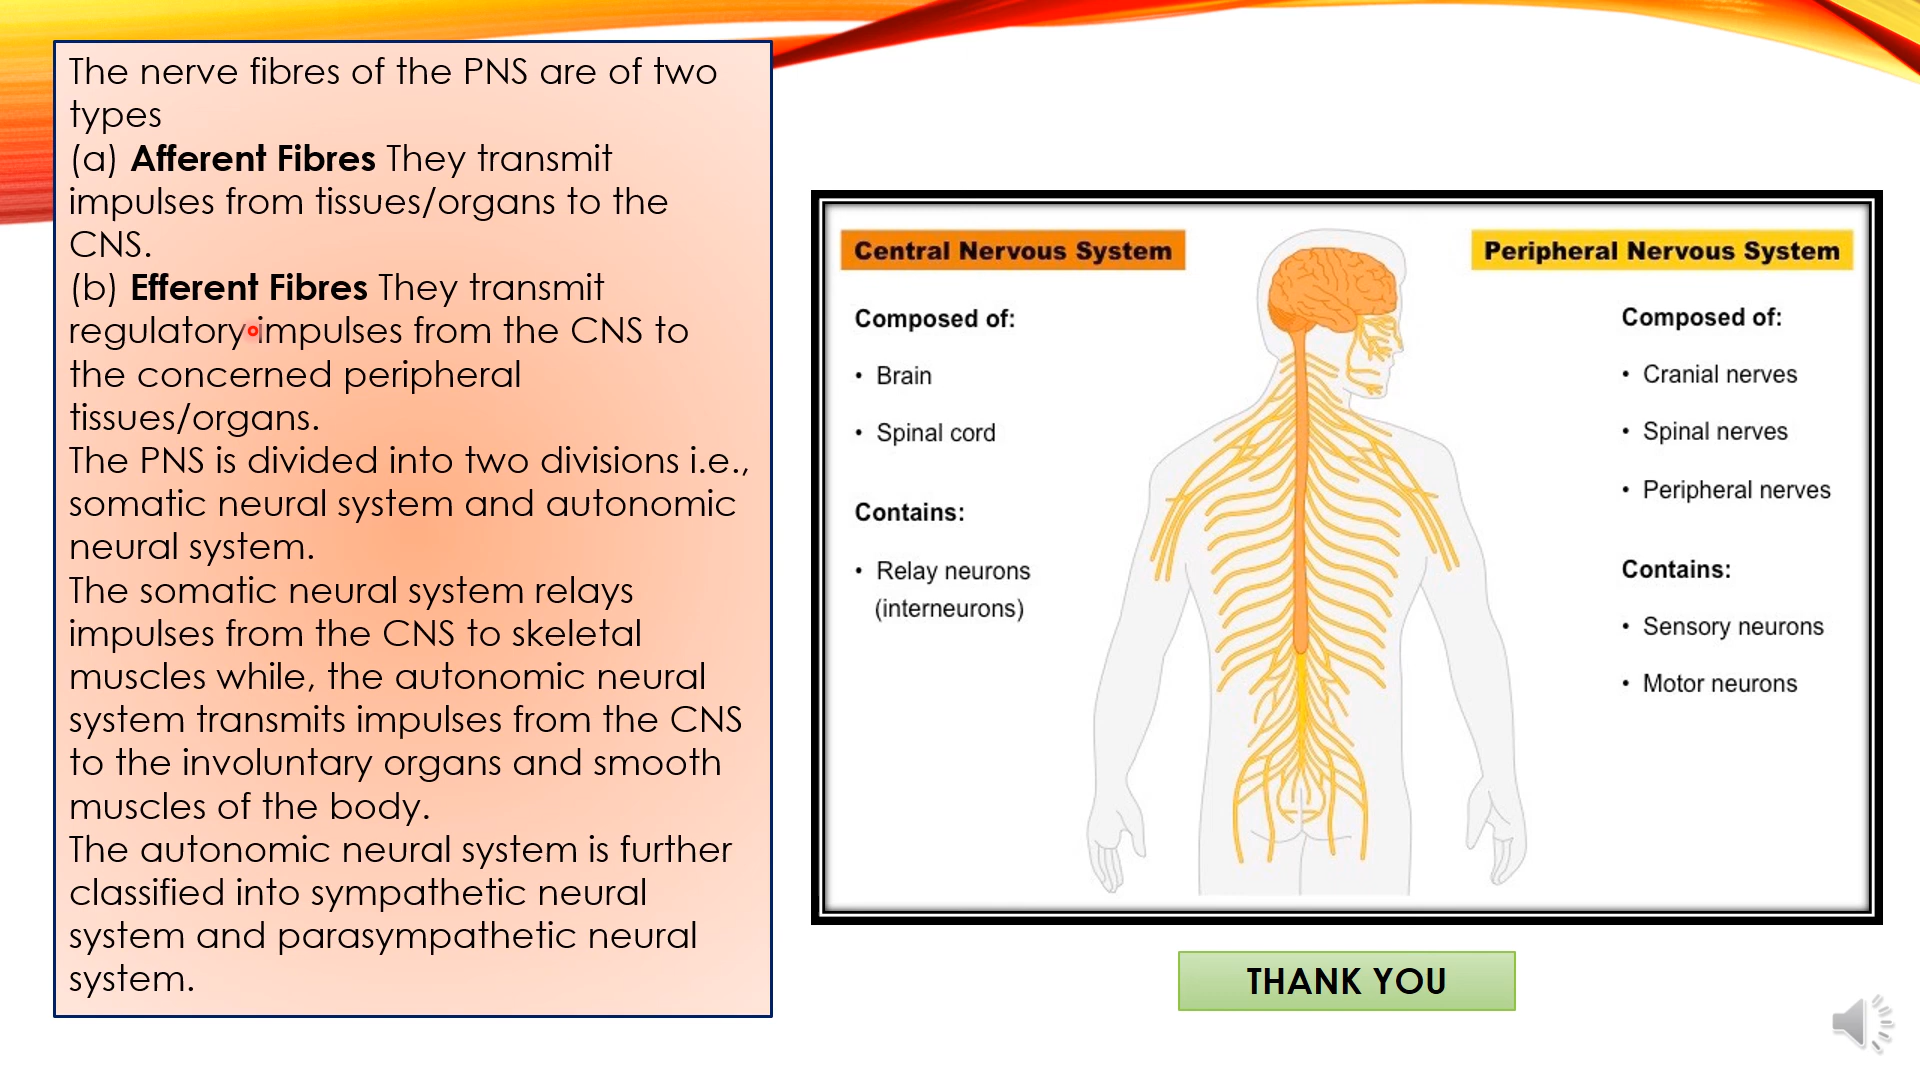 The nerve fibres of the PNS are of two
types
(a) Afferent Fibres They transmit
impulses from tissues/organs to the
CNS.
(b) Efferent Fibres They transmit
regulatory impulses from the CNS to
the concerned peripheral
tissues/organs.
The PNS is divided into two divisions i.e.,
somatic neural system and autonomic
neural system.
The somatic neural system relays
impulses from the CNS to skeletal
muscles while, the autonomic neural
system transmits impulses from the CNS
to the involuntary organs and smooth
muscles of the body.
The autonomic neural system is further
classified into sympathetic neural
system and parasympathetic neural
system.
Central Nervous System
Composed of:
• Brain
• Spinal cord
Contains:
• Relay neurons
(interneurons)
Peripheral Nervous System
Composed of:
• Cranial nerves
• Spinal nerves
• Peripheral nerves
Contains:
• Sensory neurons
• Motor neurons
THANK YOU